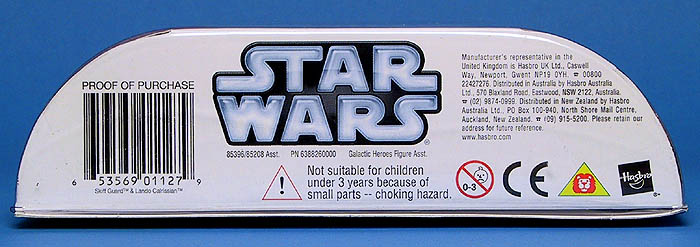 PROOF OF PURCHASE
6 53569 01127 9
Skiff Guard™ & Lando Calrissian™
STAR
WARS®
85396/85208 Asst. PN 6388260000 Galactic Heroes Figure Asst.
Not suitable for children
under 3 years because of
small parts -- choking hazard.
Manufacturer's representative in the
United Kingdom is Hasbro UK Ltd., Caswell
Way, Newport, Gwent NP19 0YH. ☎ 00800
22427276. Distributed in Australia by Hasbro Australia
Ltd., 570 Blaxland Road, Eastwood, NSW 2122, Australia.
☎ (02) 9874-0999. Distributed in New Zealand by Hasbro
Australia Ltd., PO Box 100-940, North Shore Mail Centre,
Auckland, New Zealand. ☎ (09) 915-5200. Please retain our
address for future reference.
www.hasbro.com
0-3
CE
Hasbro